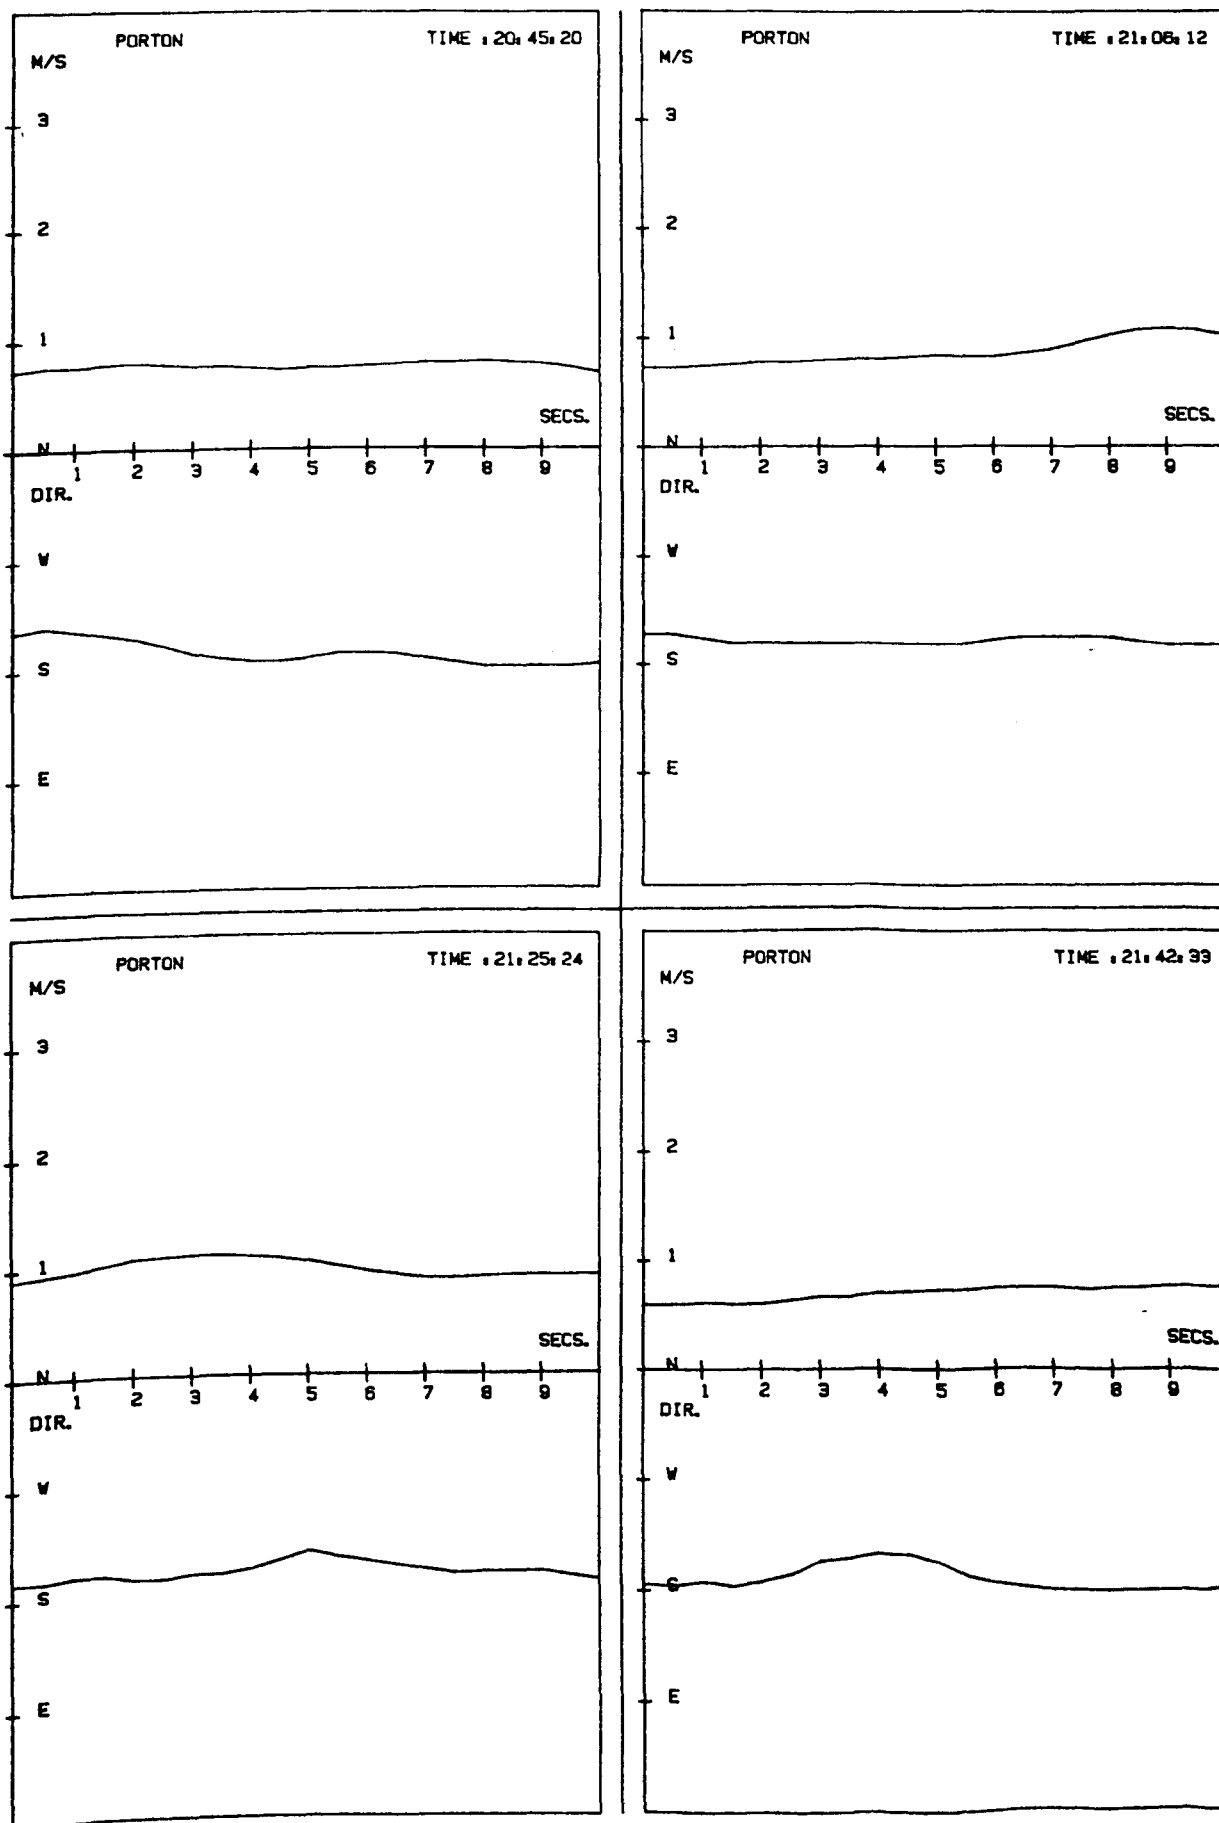 PORTON TIME :20:45:20
M/S
3
2
1
SECS.
N
1 2 3 4 5 6 7 8 9
DIR.
W
S
E
PORTON TIME :21:06:12
M/S
3
2
1
SECS.
N
1 2 3 4 5 6 7 8 9
DIR.
W
S
E
PORTON TIME :21:25:24
M/S
3
2
1
SECS.
N
1 2 3 4 5 6 7 8 9
DIR.
W
S
E
PORTON TIME :21:42:33
M/S
3
2
1
SECS.
N
1 2 3 4 5 6 7 8 9
DIR.
W
S
E